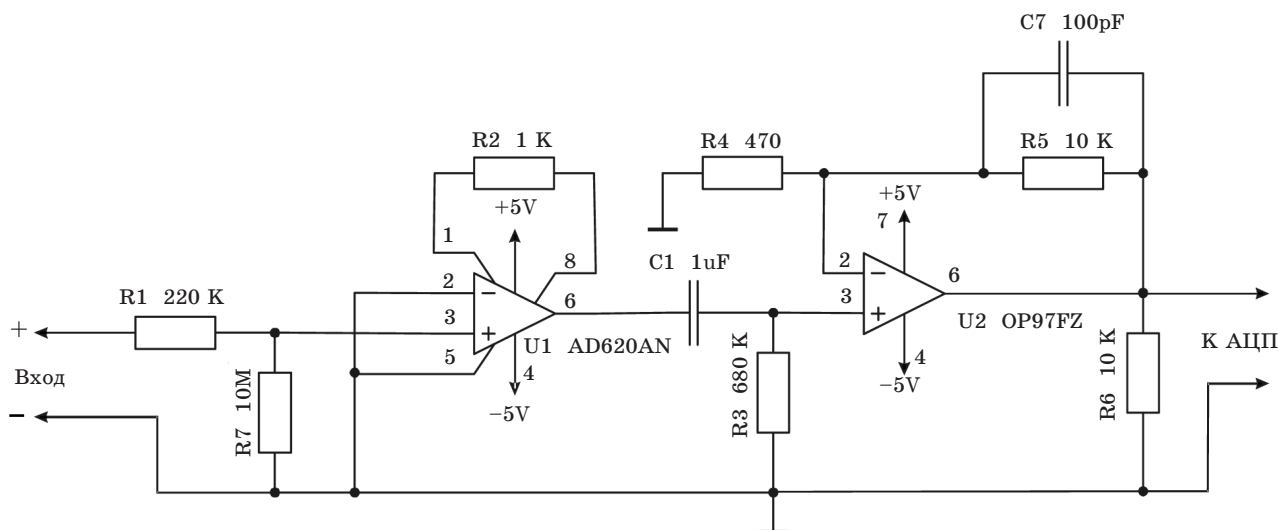 C7 100pF
R2 1 K
R4 470
R5 10 K
+5V
+5V
1
7
8
C1 1uF
2
2
6
R1 220 K
3
6
3
+
5
U1 AD620AN
U2 OP97FZ
К АЦП
Вход
4
4
–5V
–5V
–
R7 10M
R3 680 K
R6 10 K